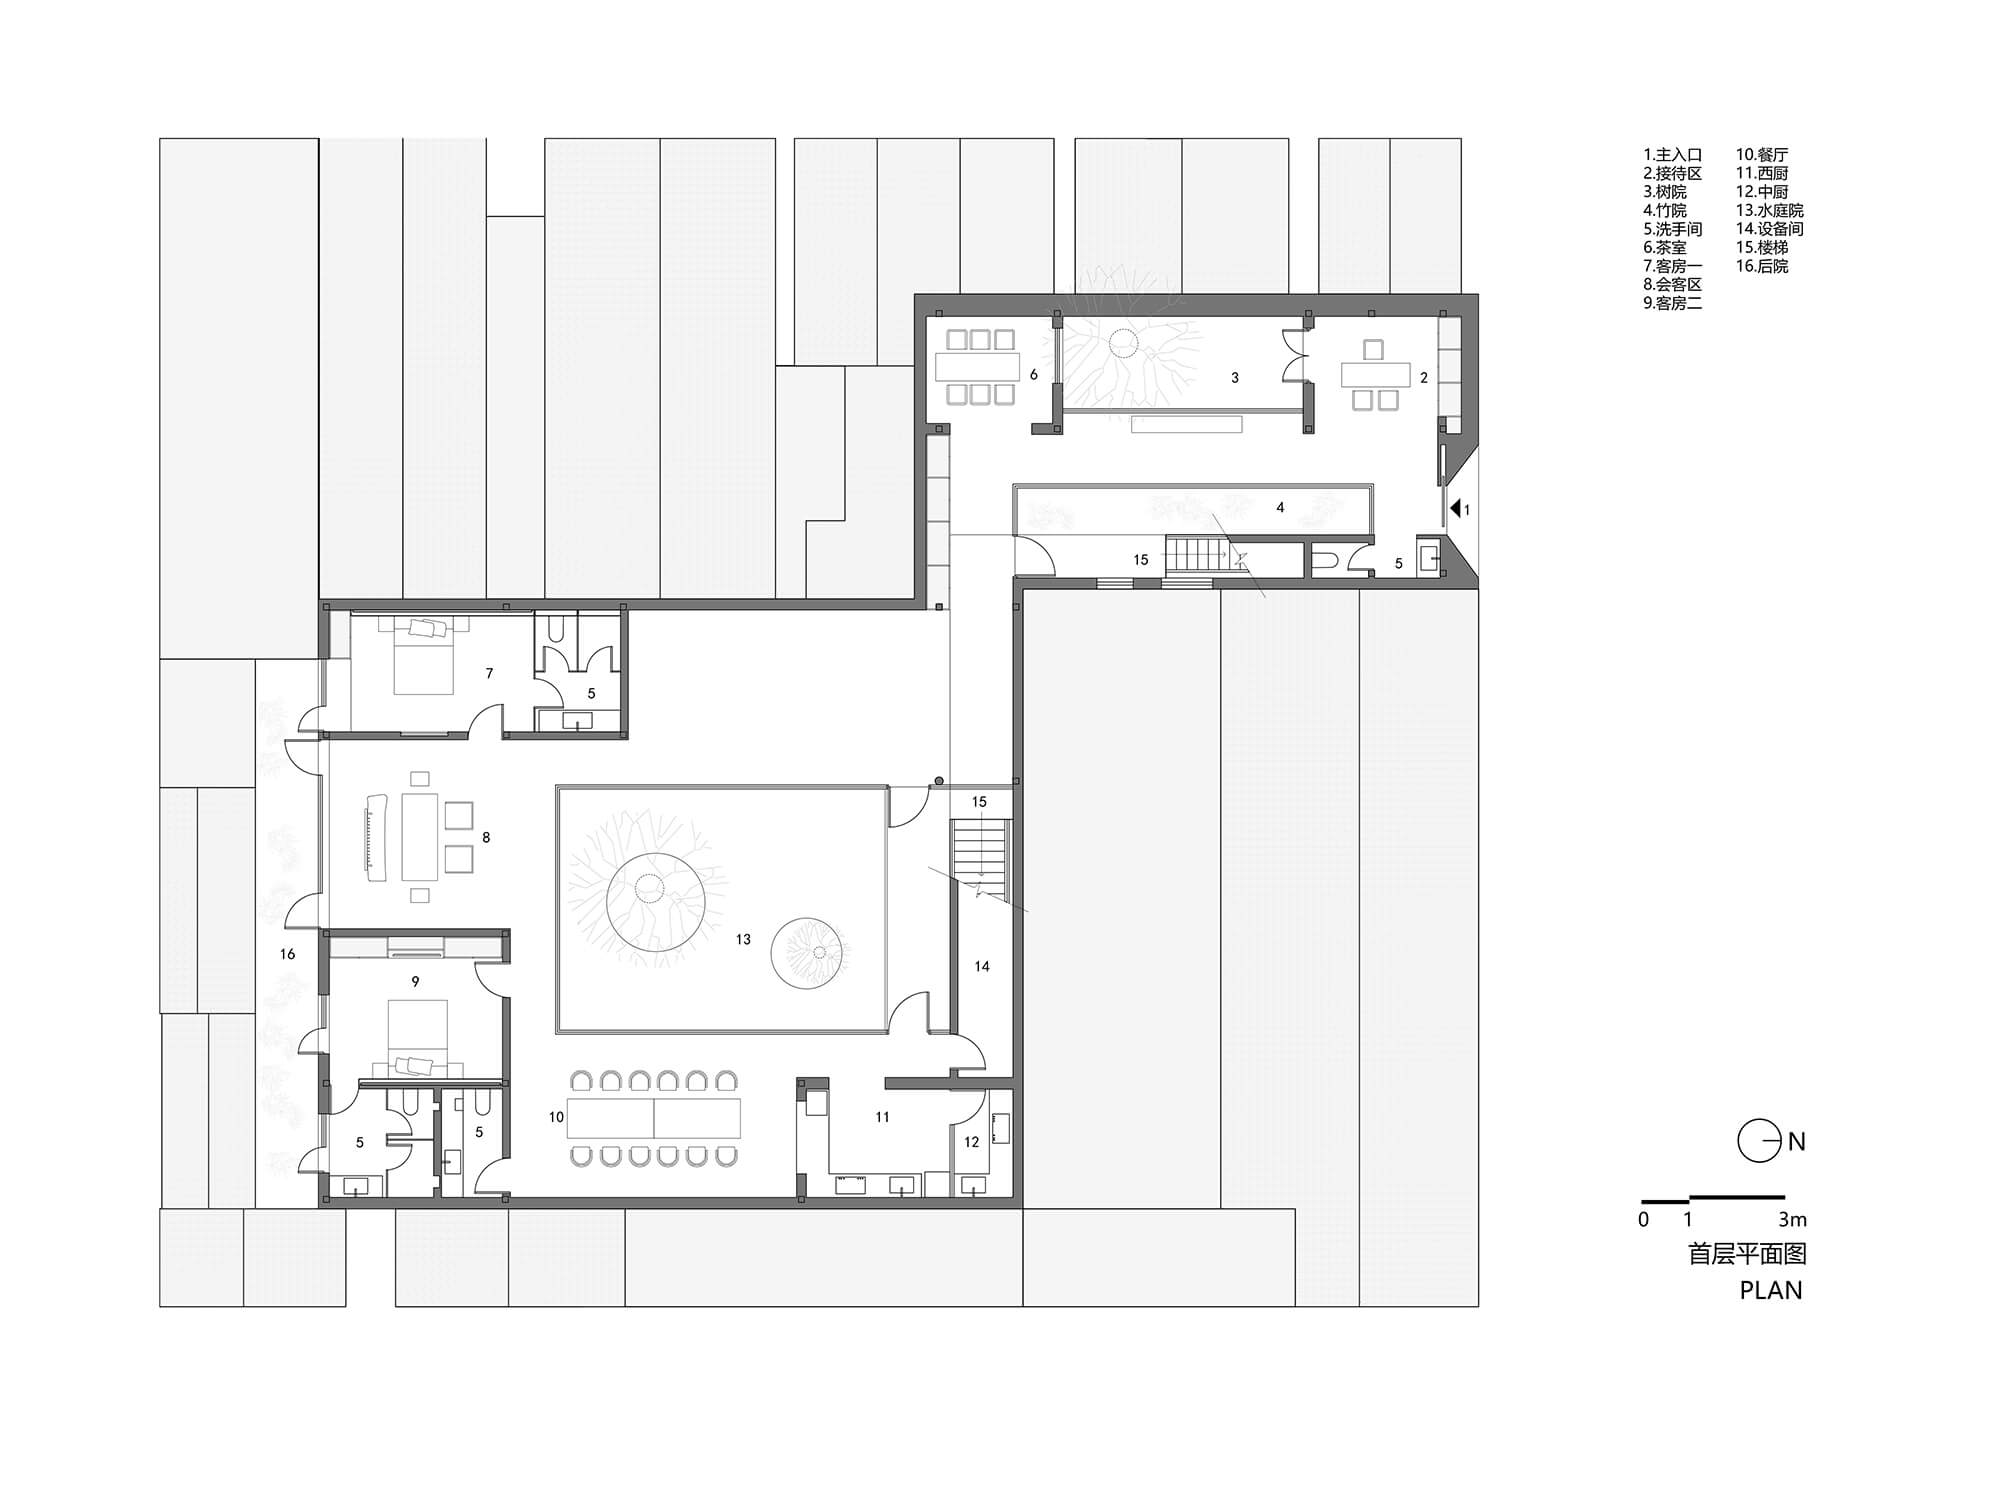 1.主入口
2.接待区
3.树院
4.竹院
5.洗手间
6.茶室
7.客房一
8.会客区
9.客房二
10.餐厅
11.西厨
12.中厨
13.水庭院
14.设备间
15.楼梯
16.后院
6
3
2
4
1
15
5
7
5
15
8
13
16
14
9
10
11
5
5
12
N
0 1 3m
首层平面图
PLAN